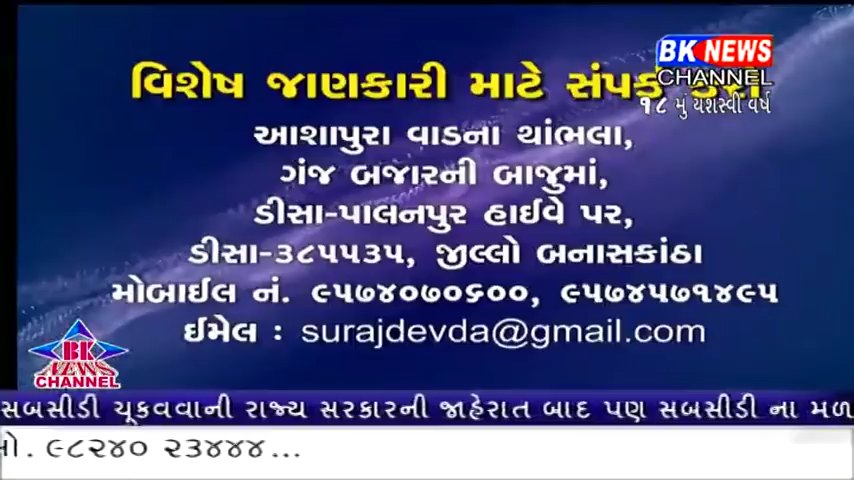 BK NEWS
CHANNEL
૧૮ મું યશસ્વી વર્ષ
વિશેષ જાણકારી માટે સંપર્ક કરો
આશાપુરા વાડના થાંભલા,
ગંજ બજારની બાજુમાં,
ડીસા-પાલનપુર હાઈવે પર,
ડીસા-૩૮૫૫૩૫, જીલ્લો બનાસકાંઠા
મોબાઈલ નં. ૯૫૭૪૦૭૦૬૦૦, ૯૫૭૪૫૭૧૪૯૫
ઈમેલ : surajdevda@gmail.com
BK
NEWS
CHANNEL
સબસીડી ચૂકવવાની રાજ્ય સરકારની જાહેરાત બાદ પણ સબસીડી ના મળ
મો. ૯૮૨૪૦ ૨૩૪૪૪...